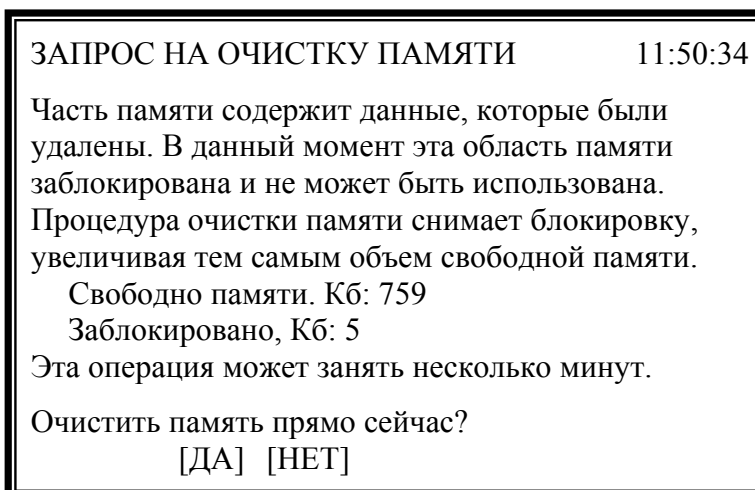 ЗАПРОС НА ОЧИСТКУ ПАМЯТИ 11:50:34
Часть памяти содержит данные, которые были
удалены. В данный момент эта область памяти
заблокирована и не может быть использована.
Процедура очистки памяти снимает блокировку,
увеличивая тем самым объем свободной памяти.
Свободно памяти. Кб: 759
Заблокировано, Кб: 5
Эта операция может занять несколько минут.
Очистить память прямо сейчас?
[ДА] [НЕТ]